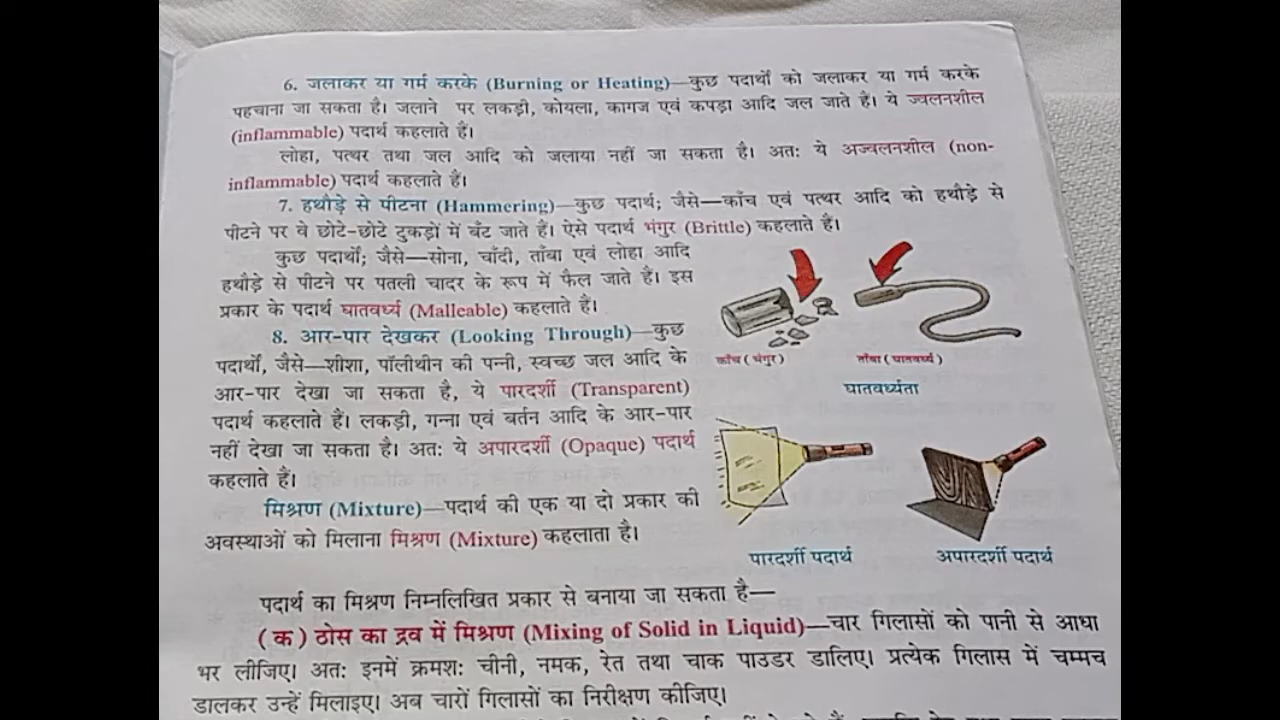 6. जलाकर या गर्म करके (Burning or Heating)—कुछ पदार्थों को जलाकर या गर्म करके
पहचाना जा सकता है। जलाने पर लकड़ी, कोयला, कागज एवं कपड़ा आदि जल जाते हैं। ये ज्वलनशील
(inflammable) पदार्थ कहलाते हैं।
लोहा, पत्थर तथा जल आदि को जलाया नहीं जा सकता है। अतः ये अज्वलनशील (non-
inflammable) पदार्थ कहलाते हैं।
7. हथौड़े से पीटना (Hammering)—कुछ पदार्थ; जैसे—काँच एवं पत्थर आदि को हथौड़े से
पीटने पर वे छोटे-छोटे टुकड़ों में बँट जाते हैं। ऐसे पदार्थ भंगुर (Brittle) कहलाते हैं।
कुछ पदार्थों; जैसे—सोना, चाँदी, ताँबा एवं लोहा आदि
हथौड़े से पीटने पर पतली चादर के रूप में फैल जाते हैं। इस
प्रकार के पदार्थ घातवर्ध्य (Malleable) कहलाते हैं।
काँच (भंगुर)
ताँबा (घातवर्ध्य)
घातवर्ध्यता
8. आर-पार देखकर (Looking Through)—कुछ
पदार्थों, जैसे—शीशा, पॉलीथीन की पन्नी, स्वच्छ जल आदि के
आर-पार देखा जा सकता है, ये पारदर्शी (Transparent)
पदार्थ कहलाते हैं। लकड़ी, गन्ना एवं बर्तन आदि के आर-पार
नहीं देखा जा सकता है। अतः ये अपारदर्शी (Opaque) पदार्थ
कहलाते हैं।
मिश्रण (Mixture)—पदार्थ की एक या दो प्रकार की
अवस्थाओं को मिलाना मिश्रण (Mixture) कहलाता है।
पारदर्शी पदार्थ
अपारदर्शी पदार्थ
पदार्थ का मिश्रण निम्नलिखित प्रकार से बनाया जा सकता है—
(क) ठोस का द्रव में मिश्रण (Mixing of Solid in Liquid)—चार गिलासों को पानी से आधा
भर लीजिए। अतः इनमें क्रमशः चीनी, नमक, रेत तथा चाक पाउडर डालिए। प्रत्येक गिलास में चम्मच
डालकर उन्हें मिलाइए। अब चारों गिलासों का निरीक्षण कीजिए।